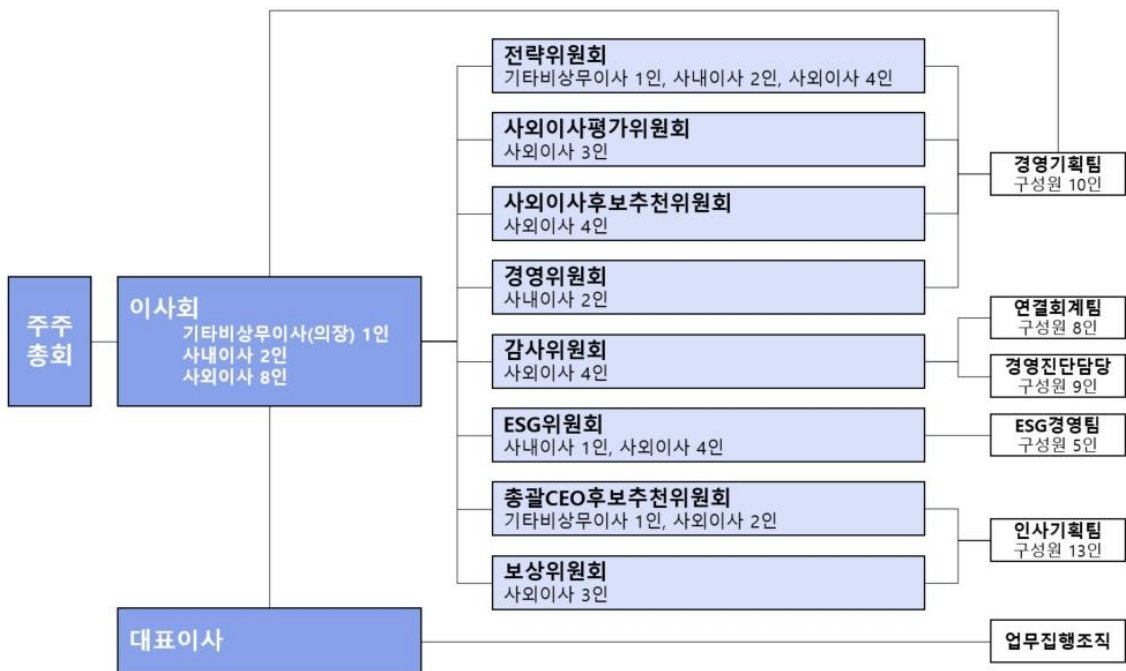 전략위원회
기타비상무이사 1인, 사내이사 2인, 사외이사 4인
사외이사평가위원회
사외이사 3인
사외이사후보추천위원회
사외이사 4인
경영위원회
사내이사 2인
감사위원회
사외이사 4인
ESG위원회
사내이사 1인, 사외이사 4인
총괄CEO후보추천위원회
기타비상무이사 1인, 사외이사 2인
보상위원회
사외이사 3인
주주
총회
이사회
기타비상무이사(의장) 1인
사내이사 2인
사외이사 8인
대표이사
경영기획팀
구성원 10인
연결회계팀
구성원 8인
경영진단담당
구성원 9인
ESG경영팀
구성원 5인
인사기획팀
구성원 13인
업무집행조직